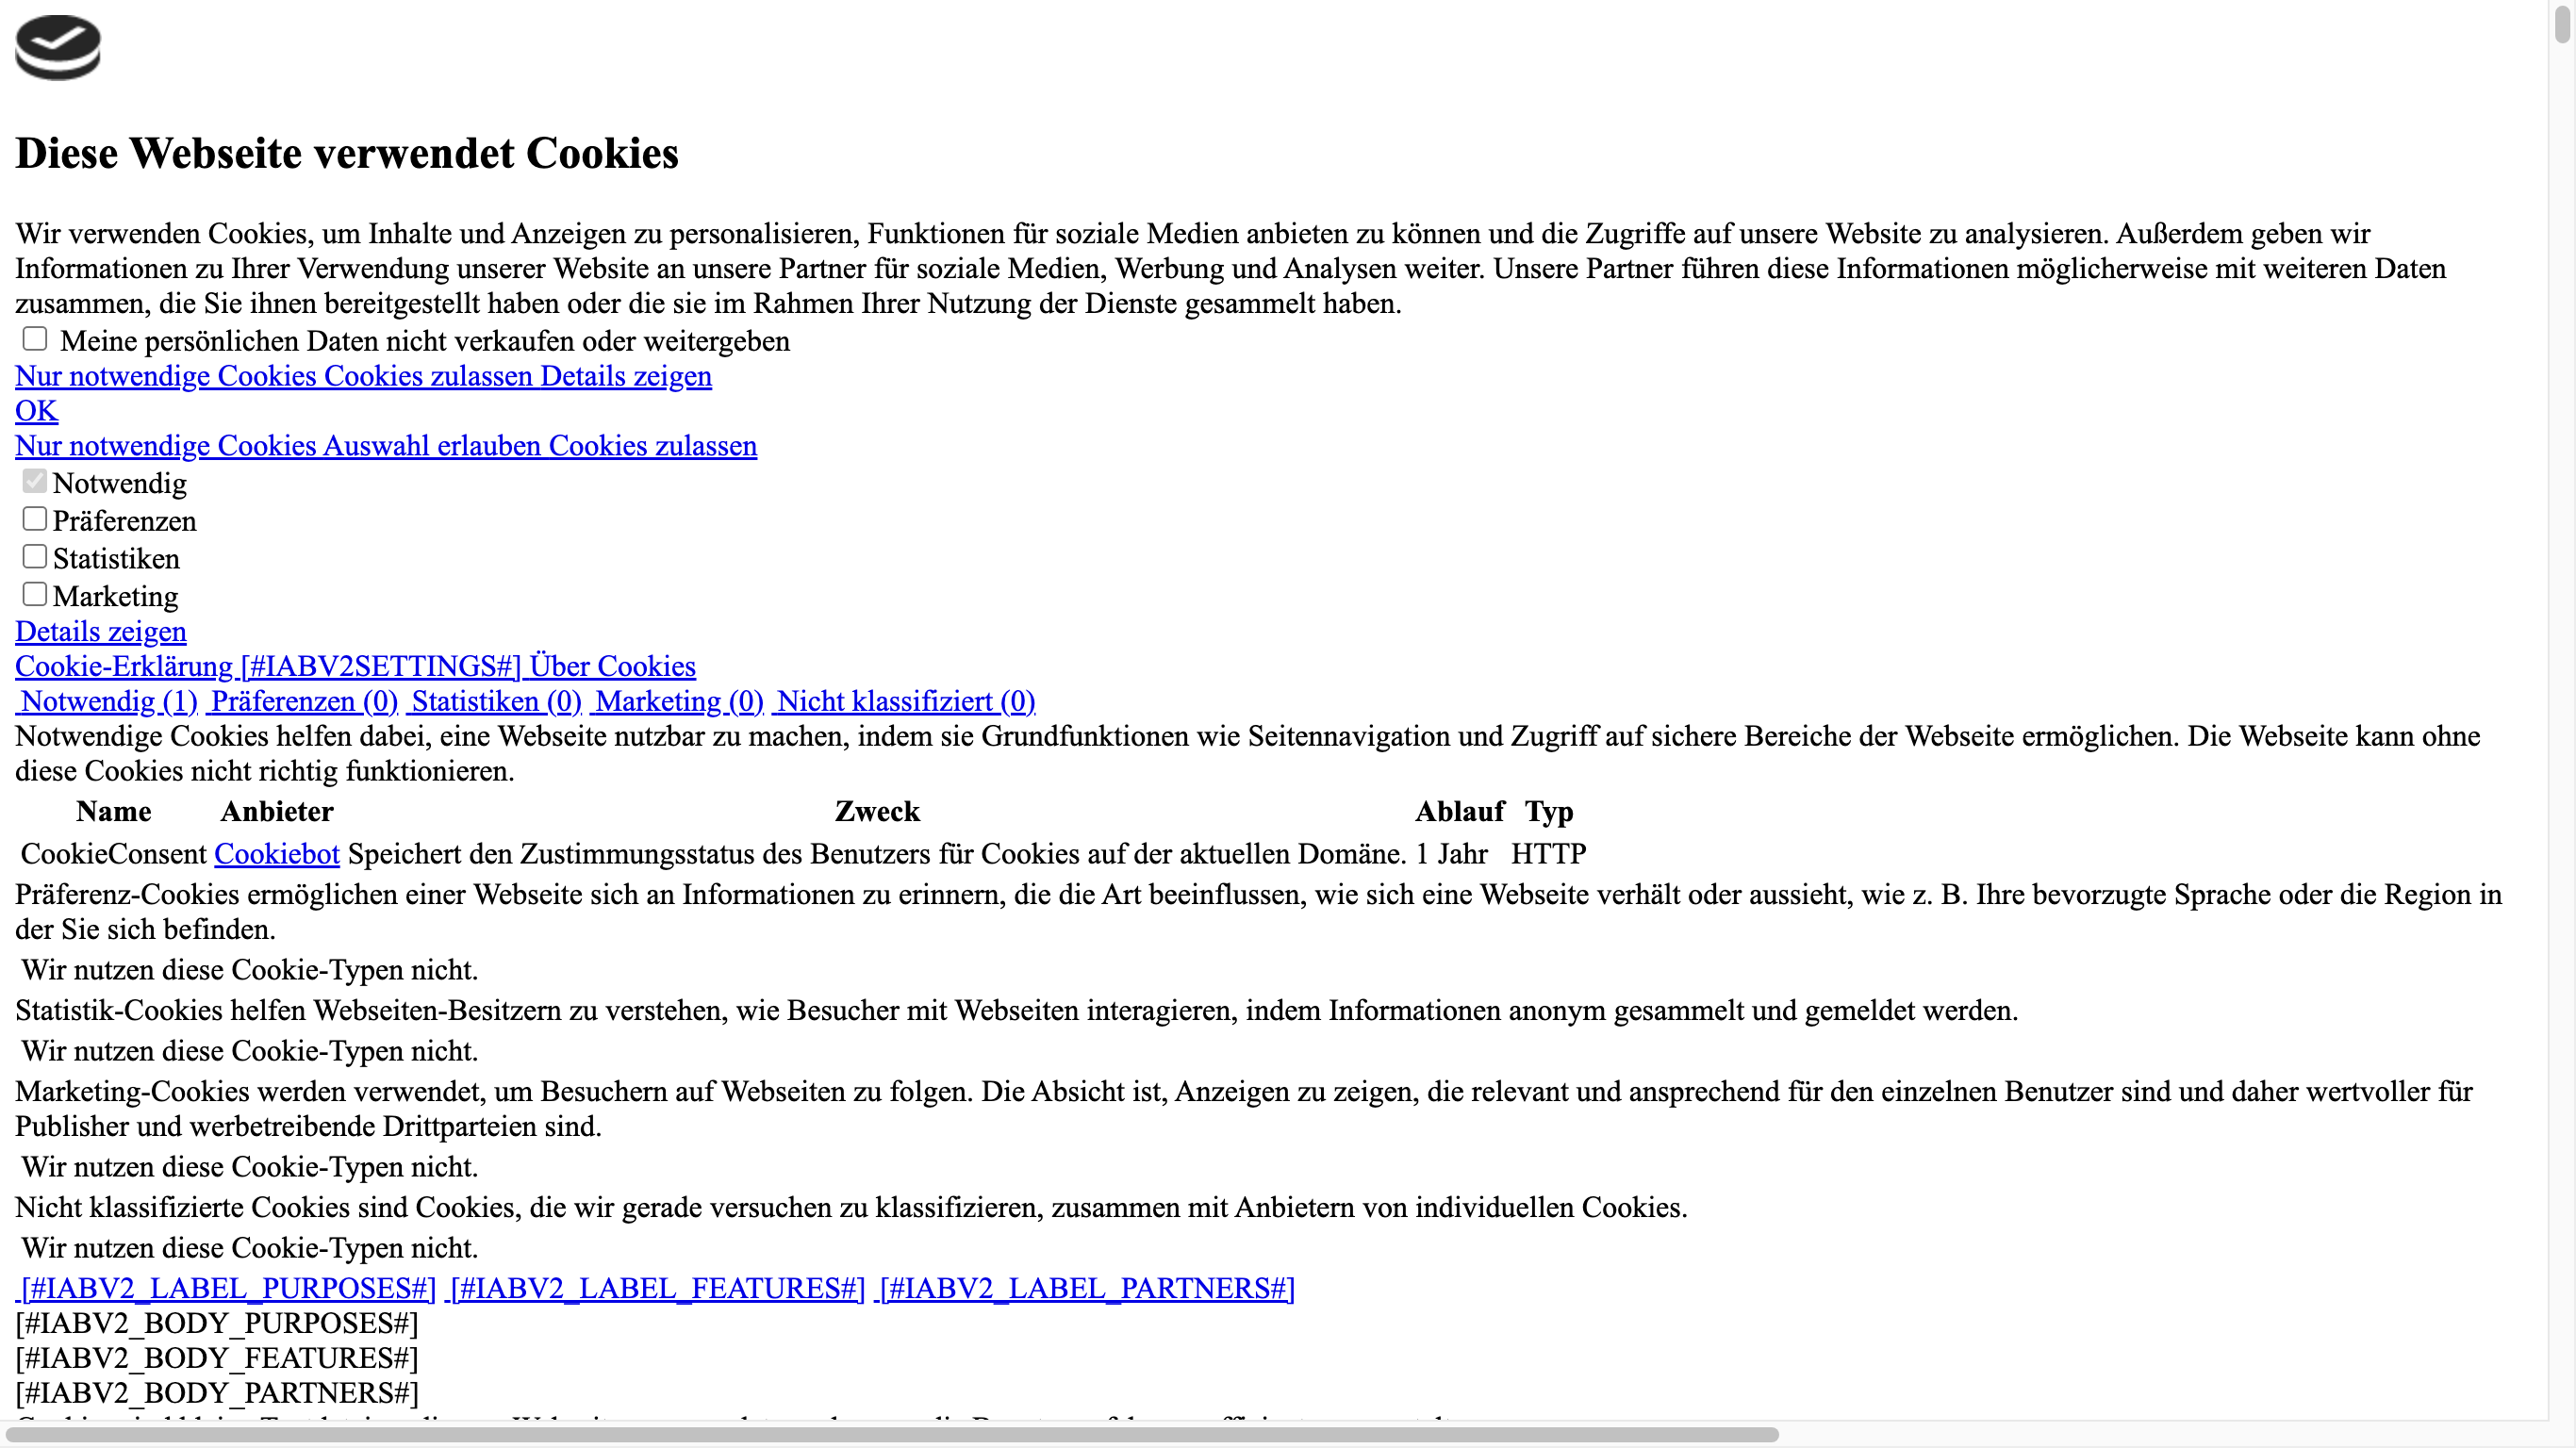 Diese Webseite verwendet Cookies
Wir verwenden Cookies, um Inhalte und Anzeigen zu personalisieren, Funktionen für soziale Medien anbieten zu können und die Zugriffe auf unsere Website zu analysieren. Außerdem geben wir
Informationen zu Ihrer Verwendung unserer Website an unsere Partner für soziale Medien, Werbung und Analysen weiter. Unsere Partner führen diese Informationen möglicherweise mit weiteren Daten
zusammen, die Sie ihnen bereitgestellt haben oder die sie im Rahmen Ihrer Nutzung der Dienste gesammelt haben.
Meine persönlichen Daten nicht verkaufen oder weitergeben
Nur notwendige Cookies Cookies zulassen Details zeigen
OK
Nur notwendige Cookies Auswahl erlauben Cookies zulassen
Notwendig
Präferenzen
Statistiken
Marketing
Details zeigen
Cookie-Erklärung [#IABV2SETTINGS#] Über Cookies
Notwendig (1) Präferenzen (0) Statistiken (0) Marketing (0) Nicht klassifiziert (0)
Notwendige Cookies helfen dabei, eine Webseite nutzbar zu machen, indem sie Grundfunktionen wie Seitennavigation und Zugriff auf sichere Bereiche der Webseite ermöglichen. Die Webseite kann ohne
diese Cookies nicht richtig funktionieren.
Name Anbieter Zweck Ablauf Typ
CookieConsent Cookiebot Speichert den Zustimmungsstatus des Benutzers für Cookies auf der aktuellen Domäne. 1 Jahr HTTP
Präferenz-Cookies ermöglichen einer Webseite sich an Informationen zu erinnern, die die Art beeinflussen, wie sich eine Webseite verhält oder aussieht, wie z. B. Ihre bevorzugte Sprache oder die Region in
der Sie sich befinden.
Wir nutzen diese Cookie-Typen nicht.
Statistik-Cookies helfen Webseiten-Besitzern zu verstehen, wie Besucher mit Webseiten interagieren, indem Informationen anonym gesammelt und gemeldet werden.
Wir nutzen diese Cookie-Typen nicht.
Marketing-Cookies werden verwendet, um Besuchern auf Webseiten zu folgen. Die Absicht ist, Anzeigen zu zeigen, die relevant und ansprechend für den einzelnen Benutzer sind und daher wertvoller für
Publisher und werbetreibende Drittparteien sind.
Wir nutzen diese Cookie-Typen nicht.
Nicht klassifizierte Cookies sind Cookies, die wir gerade versuchen zu klassifizieren, zusammen mit Anbietern von individuellen Cookies.
Wir nutzen diese Cookie-Typen nicht.
[#IABV2_LABEL_PURPOSES#] [#IABV2_LABEL_FEATURES#] [#IABV2_LABEL_PARTNERS#]
[#IABV2_BODY_PURPOSES#]
[#IABV2_BODY_FEATURES#]
[#IABV2_BODY_PARTNERS#]